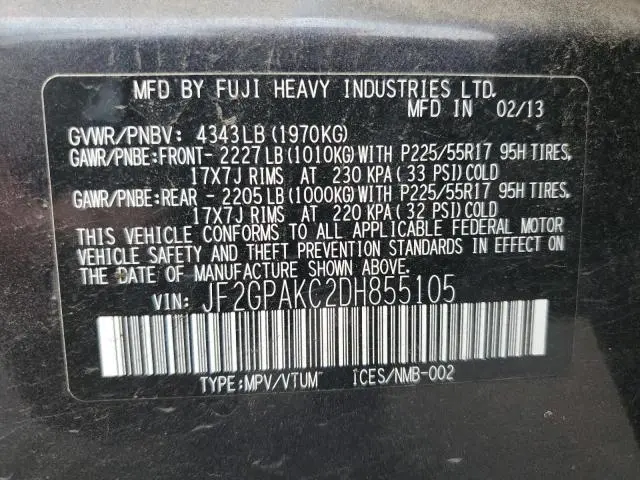 MFD BY FUJI HEAVY INDUSTRIES LTD.
MFD IN 02/13
GVWR/PNBV: 4343LB (1970KG)
GAWR/PNBE:FRONT- 2227LB (1010KG) WITH P225/55R17 95H TIRES,
17X7J RIMS AT 230 KPA (33 PSI) COLD
GAWR/PNBE:REAR - 2205LB (1000KG) WITH P225/55R17 95H TIRES,
17X7J RIMS AT 220 KPA (32 PSI) COLD
THIS VEHICLE CONFORMS TO ALL APPLICABLE FEDERAL MOTOR
VEHICLE SAFETY AND THEFT PREVENTION STANDARDS IN EFFECT ON
THE DATE OF MANUFACTURE SHOWN ABOVE.
VIN: JF2GPAKC2DH855105
TYPE:MPV/VTUM ICES/NMB-002